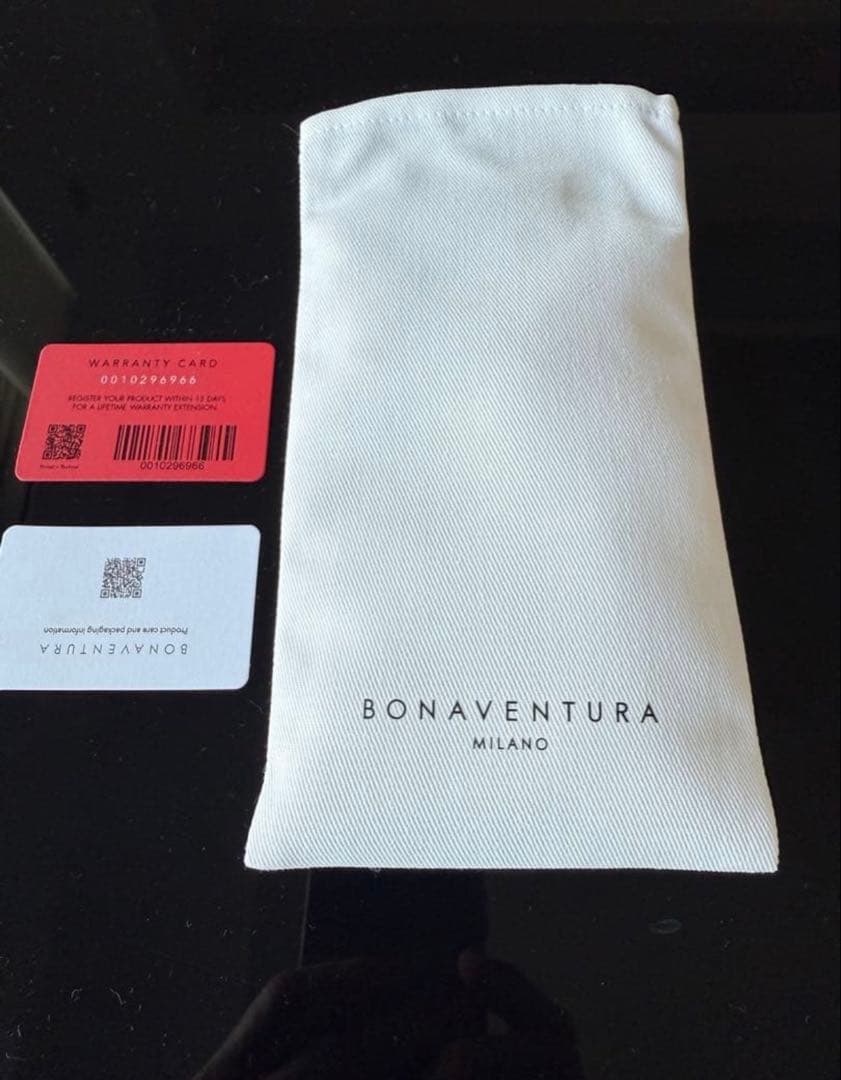 WARRANTY CARD
0010296966
REGISTER YOUR PRODUCT WITHIN 15 DAYS
FOR A LIFETIME WARRANTY EXTENSION.
0010296966
BONAVENTURA
Product care and packaging information
BONAVENTURA
MILANO